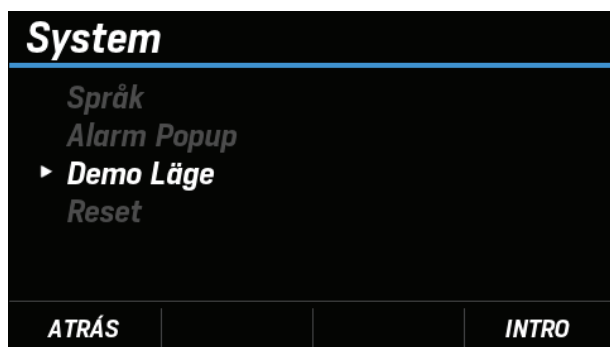 System
Språk
Alarm Popup
Demo Läge
Reset
ATRÁS INTRO